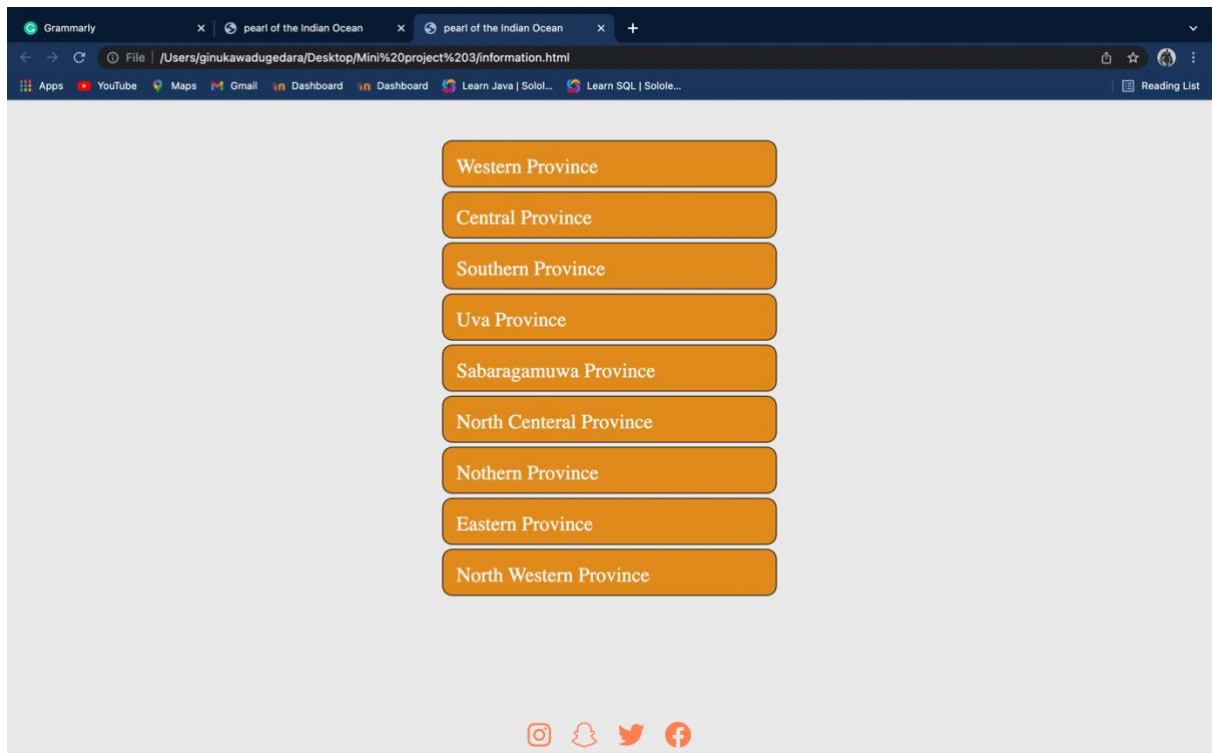 Grammarly
pearl of the Indian Ocean
pearl of the Indian Ocean
File | /Users/ginukawadugedara/Desktop/Mini%20project%203/information.html
Apps YouTube Maps Gmail Dashboard Dashboard Learn Java | Solol... Learn SQL | Solole... Reading List
Western Province
Central Province
Southern Province
Uva Province
Sabaragamuwa Province
North Centeral Province
Nothern Province
Eastern Province
North Western Province